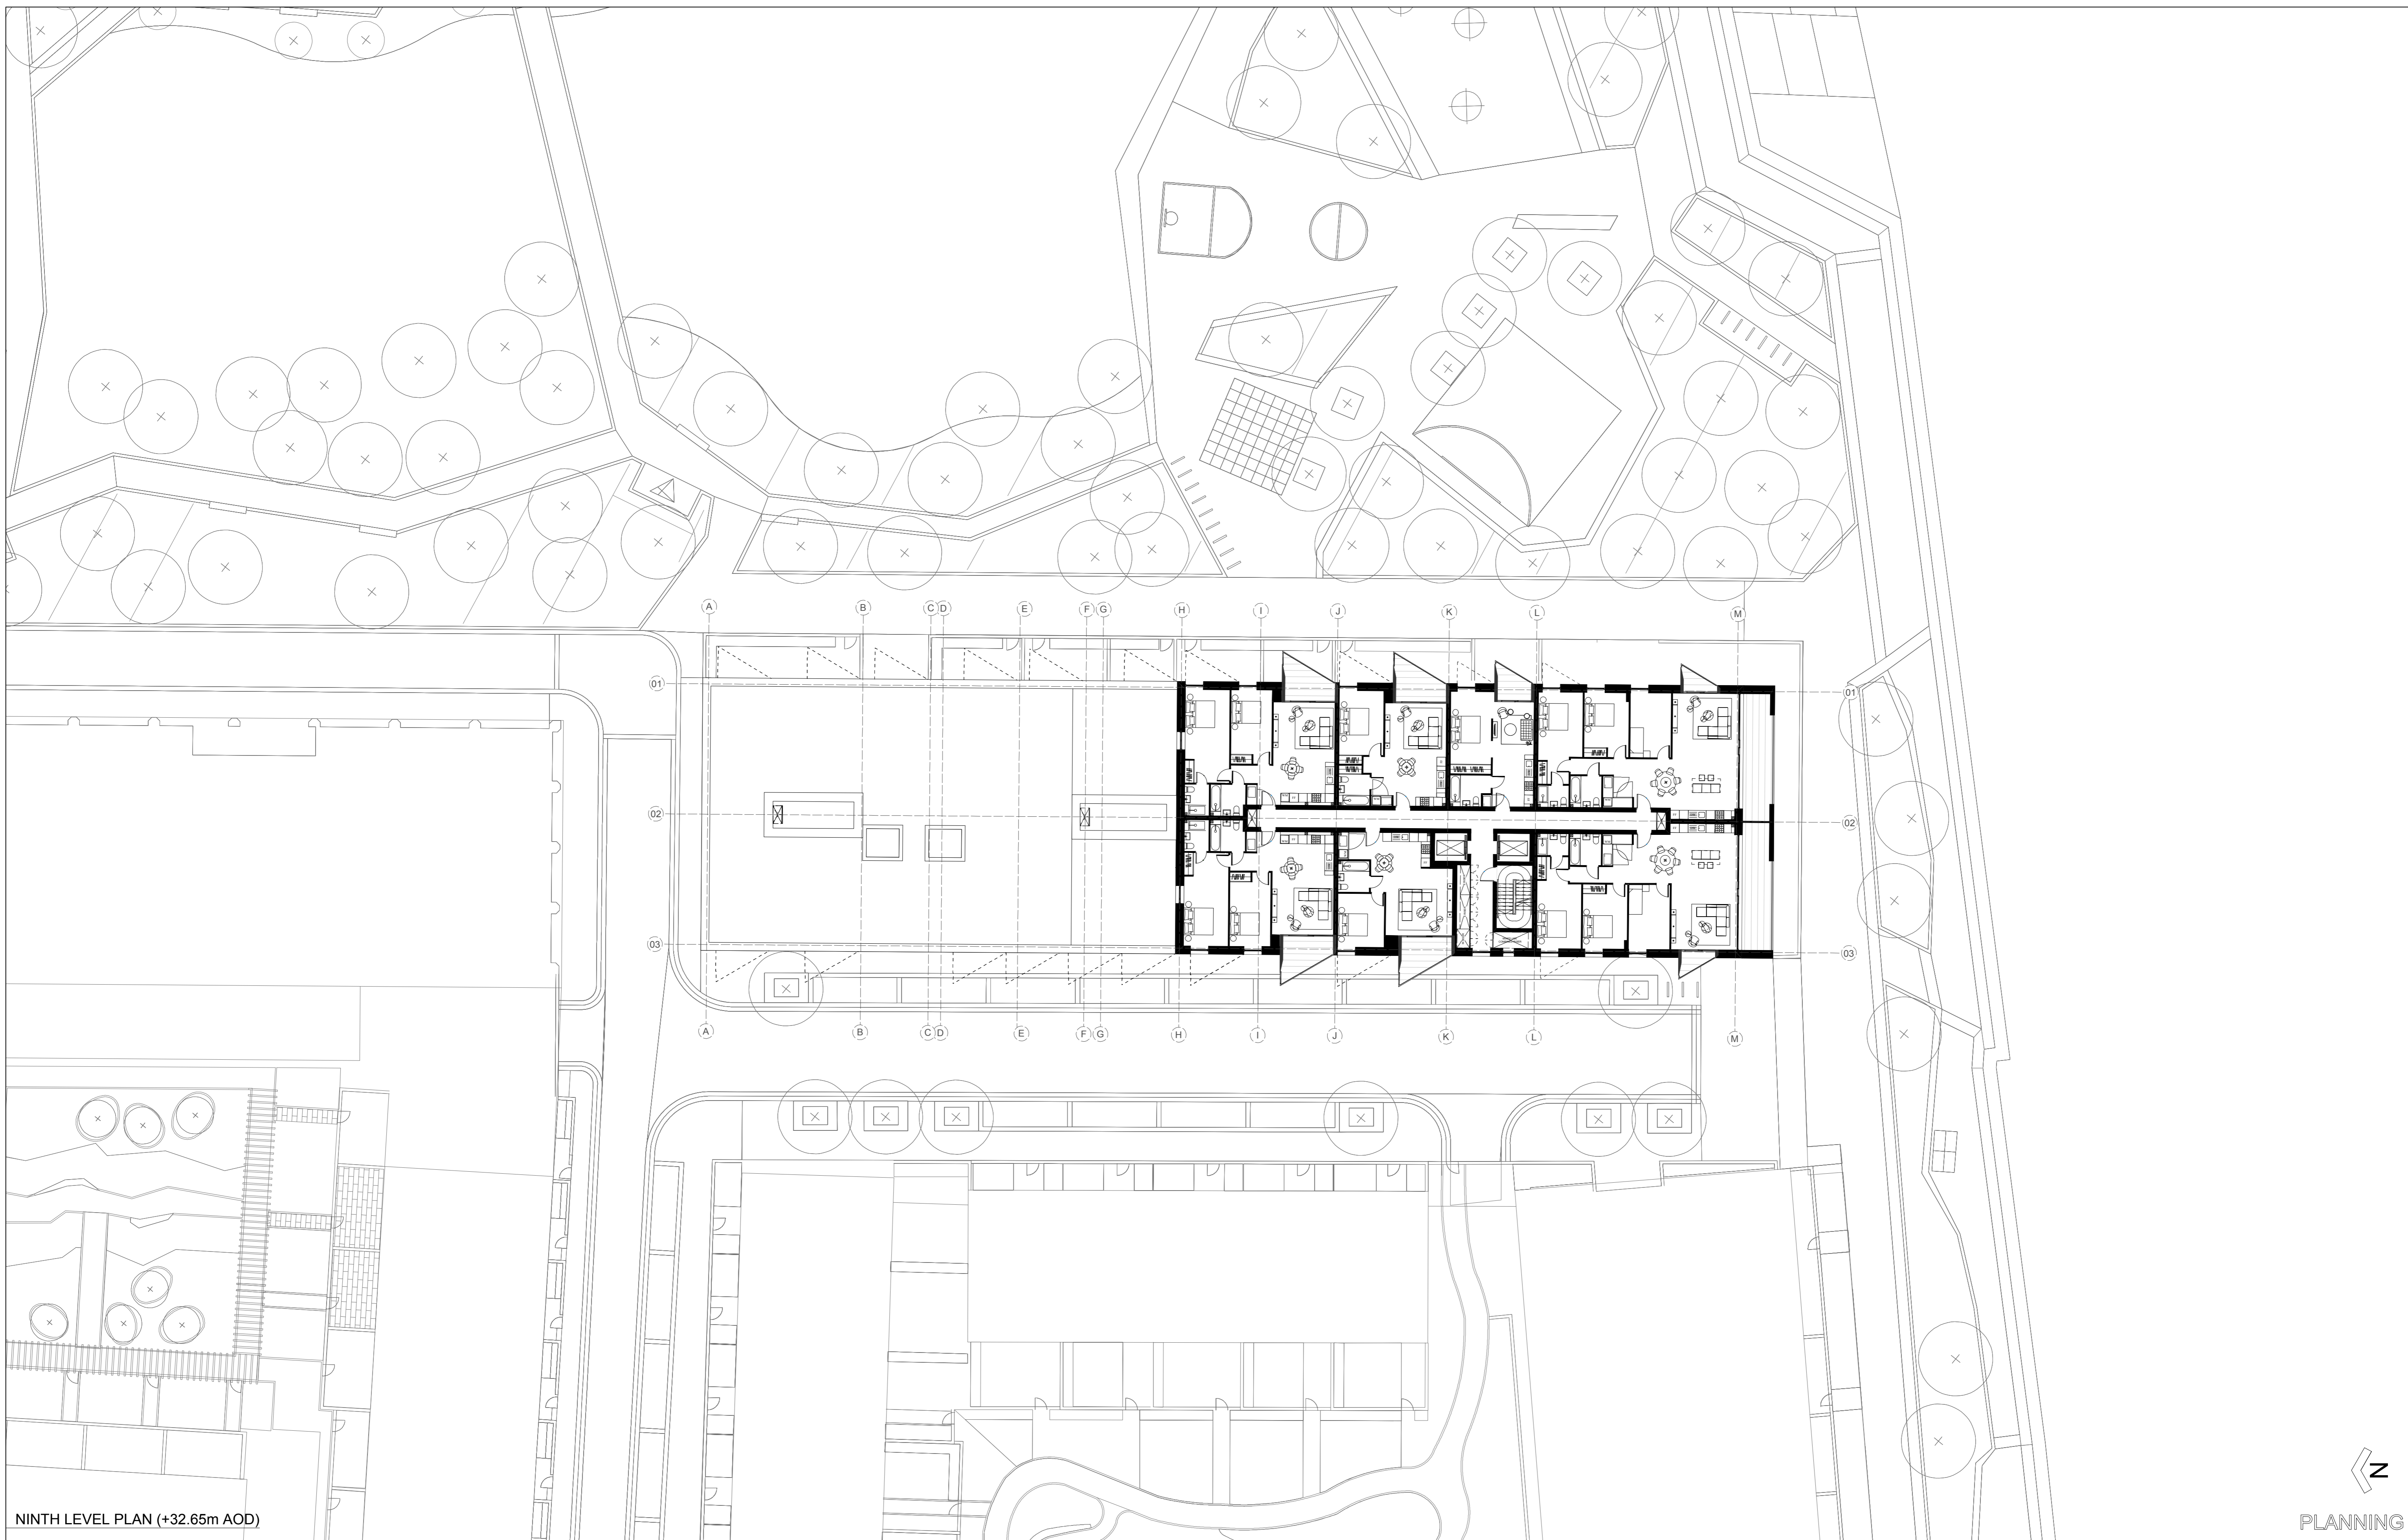 A
B
C D
E
F G
H
I
J
K
L
M
01
01
02
02
03
03
A
B
C D
E
F G
H
I
J
K
L
M
N
NINTH LEVEL PLAN (+32.65m AOD)
PLANNING